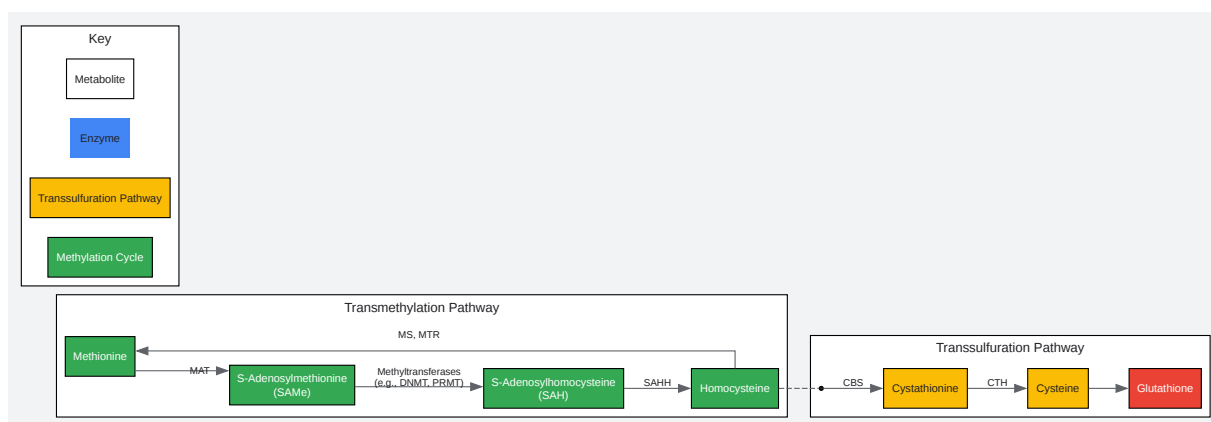 Key
Metabolite
Enzyme
Transsulfuration Pathway
Methylation Cycle
Transmethylation Pathway
MS, MTR
Methionine
MAT
S-Adenosylmethionine
(SAMe)
Methyltransferases
(e.g., DNMT, PRMT)
S-Adenosylhomocysteine
(SAH)
SAHH
Homocysteine
Transsulfuration Pathway
CBS
Cystathionine
CTH
Cysteine
Glutathione